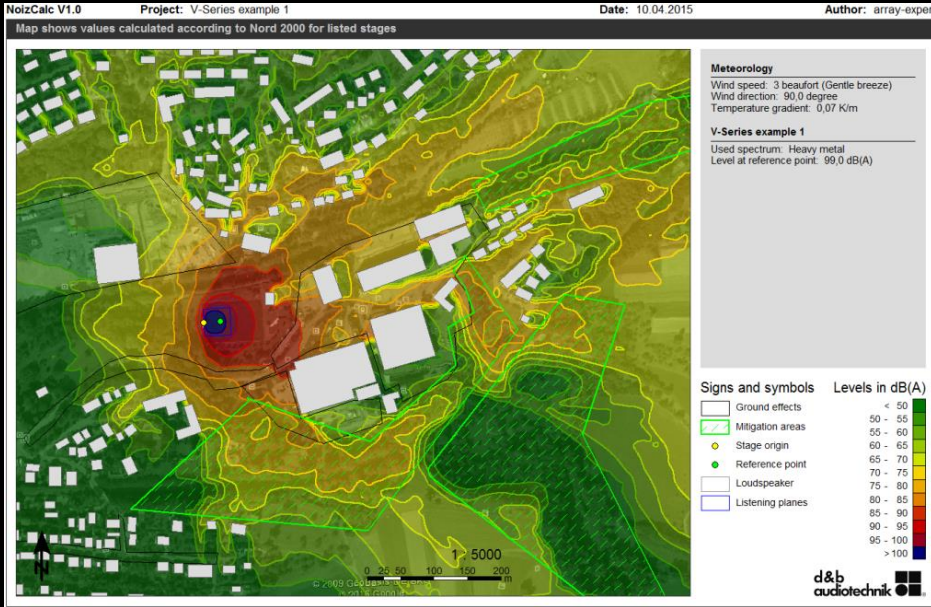 NoizCalc V1.0 Project: V-Series example 1 Date: 10.04.2015 Author: array-exper
Map shows values calculated according to Nord 2000 for listed stages
Meteorology
Wind speed: 3 beaufort (Gentle breeze)
Wind direction: 90,0 degree
Temperature gradient: 0,07 K/m
V-Series example 1
Used spectrum: Heavy metal
Level at reference point: 99,0 dB(A)
Signs and symbols
Ground effects
Mitigation areas
Stage origin
Reference point
Loudspeaker
Listening planes
Levels in dB(A)
< 50
50 - 55
55 - 60
60 - 65
65 - 70
70 - 75
75 - 80
80 - 85
85 - 90
90 - 95
95 - 100
> 100
N
1 : 5000
0 25 50 100 150 200
m
© 2009
d&b
audiotechnik